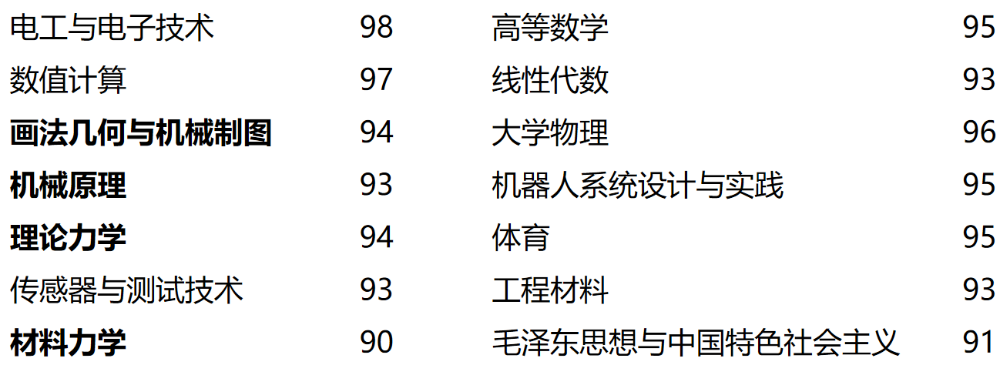 电工与电子技术 98 高等数学 95
数值计算 97 线性代数 93
画法几何与机械制图 94 大学物理 96
机械原理 93 机器人系统设计与实践 95
理论力学 94 体育 95
传感器与测试技术 93 工程材料 93
材料力学 90 毛泽东思想与中国特色社会主义 91